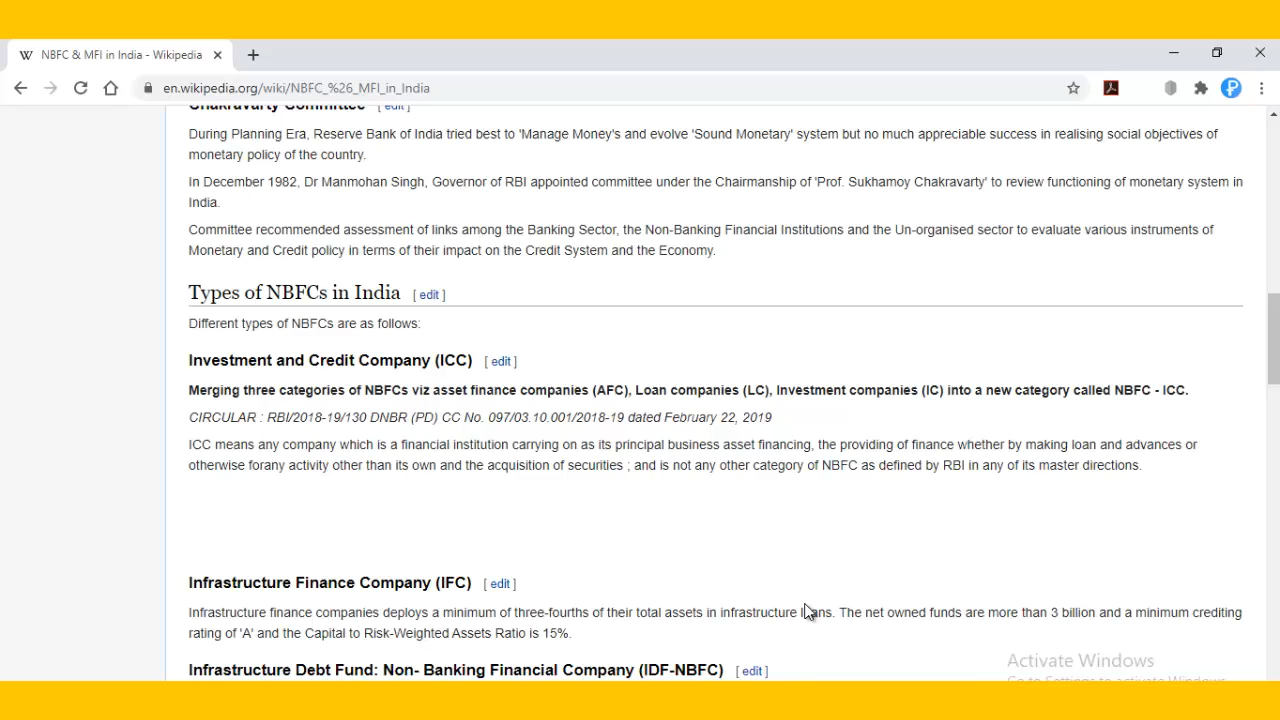 NBFC & MFI in India - Wikipedia
en.wikipedia.org/wiki/NBFC_%26_MFI_in_India
Chakravarty Committee [ edit ]
During Planning Era, Reserve Bank of India tried best to 'Manage Money's and evolve 'Sound Monetary' system but no much appreciable success in realising social objectives of
monetary policy of the country.
In December 1982, Dr Manmohan Singh, Governor of RBI appointed committee under the Chairmanship of 'Prof. Sukhamoy Chakravarty' to review functioning of monetary system in
India.
Committee recommended assessment of links among the Banking Sector, the Non-Banking Financial Institutions and the Un-organised sector to evaluate various instruments of
Monetary and Credit policy in terms of their impact on the Credit System and the Economy.
Types of NBFCs in India [ edit ]
Different types of NBFCs are as follows:
Investment and Credit Company (ICC) [ edit ]
Merging three categories of NBFCs viz asset finance companies (AFC), Loan companies (LC), Investment companies (IC) into a new category called NBFC - ICC.
CIRCULAR : RBI/2018-19/130 DNBR (PD) CC No. 097/03.10.001/2018-19 dated February 22, 2019
ICC means any company which is a financial institution carrying on as its principal business asset financing, the providing of finance whether by making loan and advances or
otherwise forany activity other than its own and the acquisition of securities ; and is not any other category of NBFC as defined by RBI in any of its master directions.
Infrastructure Finance Company (IFC) [ edit ]
Infrastructure finance companies deploys a minimum of three-fourths of their total assets in infrastructure loans. The net owned funds are more than 3 billion and a minimum crediting
rating of 'A' and the Capital to Risk-Weighted Assets Ratio is 15%.
Infrastructure Debt Fund: Non- Banking Financial Company (IDF-NBFC) [ edit ]
Activate Windows
Go to Settings to activate Windows.